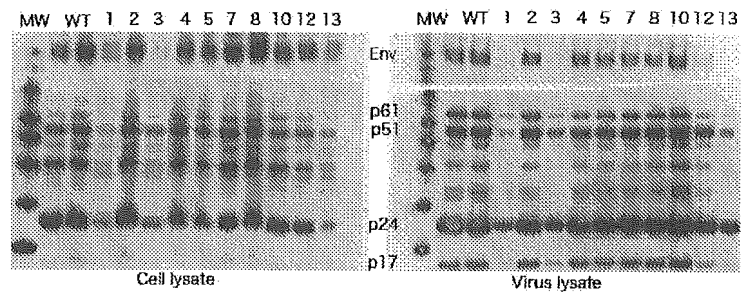 MW WT 1 2 3 4 5 7 8 10 12 13
MW WT 1 2 3 4 5 7 8 10 12 13
Env
p61
p51
p24
p17
Cell lysate
Virus lysate